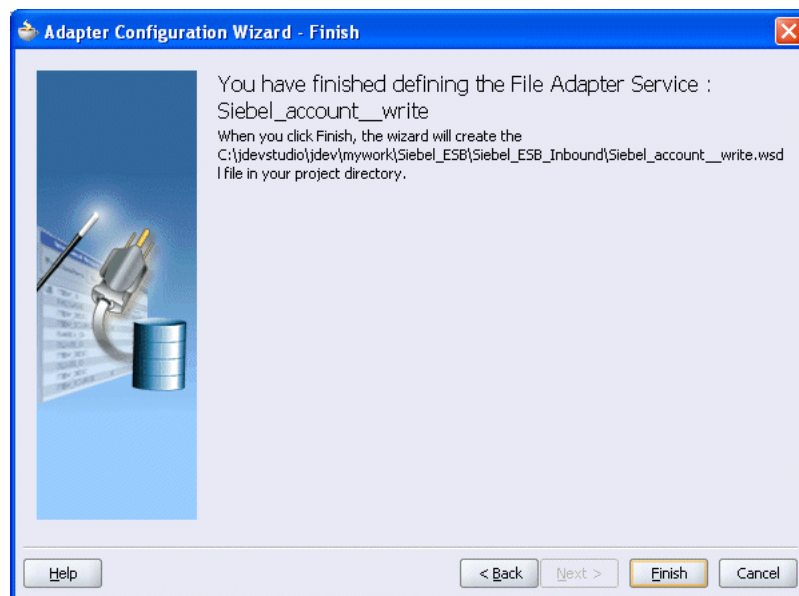 Adapter Configuration Wizard - Finish
You have finished defining the File Adapter Service :
Siebel_account__write
When you click Finish, the wizard will create the
C:\jdevstudio\jdev\mywork\Siebel_ESB\Siebel_ESB_Inbound\Siebel_account__write.wsd
l file in your project directory.
Help
< Back
Next >
Finish
Cancel